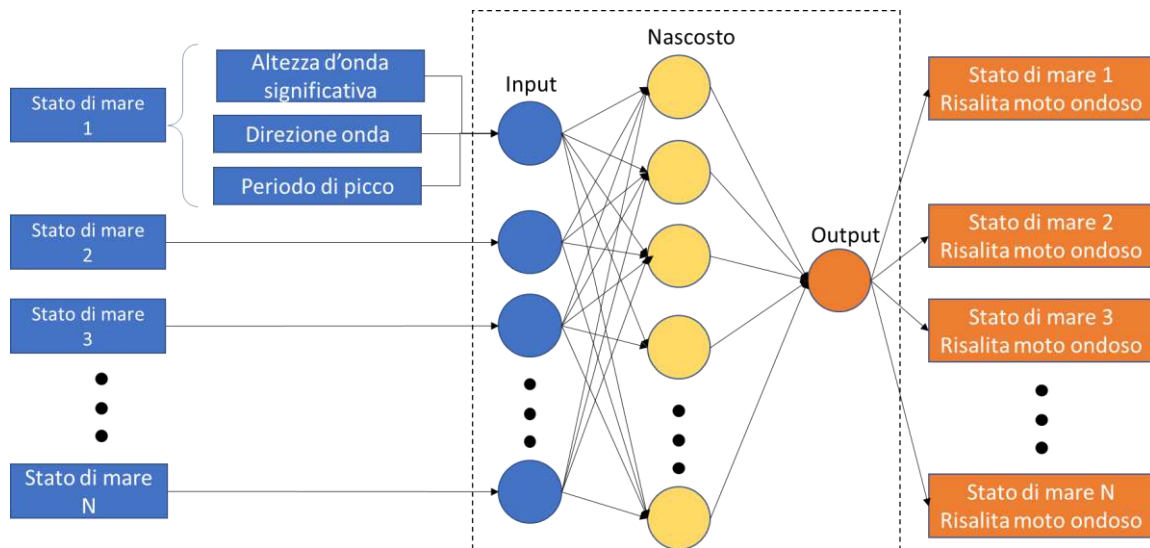 Stato di mare
1
Altezza d'onda
significativa
Direzione onda
Periodo di picco
Stato di mare
2
Stato di mare
3
Stato di mare
N
Input
Nascosto
Output
Stato di mare 1
Risalita moto ondoso
Stato di mare 2
Risalita moto ondoso
Stato di mare 3
Risalita moto ondoso
Stato di mare N
Risalita moto ondoso